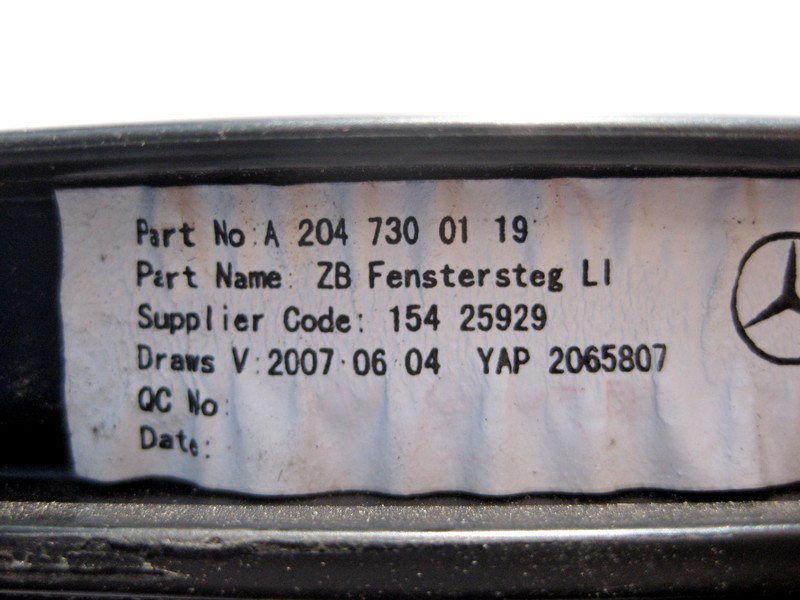 Part No:A 204 730 01 19
Part Name: ZB Fenstersteg LI
Supplier Code: 154 25929
Draws V:2007·06 04 YAP 2065807
QC No:
Date: